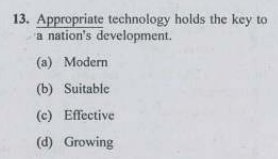 13. Appropriate technology holds the key to
a nation's development.
(a) Modern
(b) Suitable
(c) Effective
(d) Growing